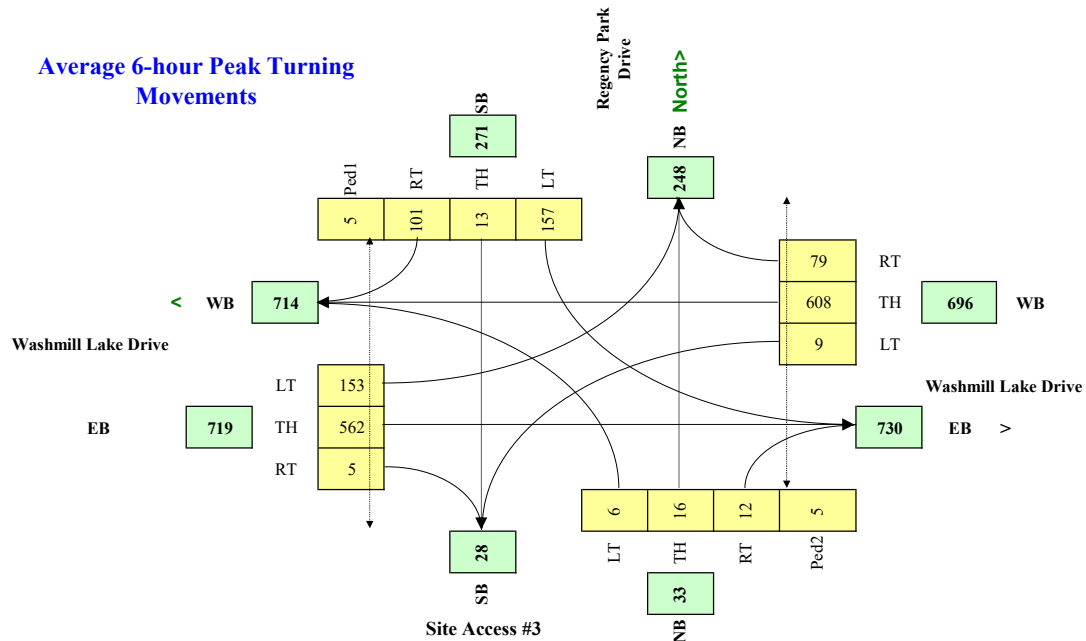 Average 6-hour Peak Turning
Movements
Regency Park
Drive
North>
SB
271
NB
248
Ped1
RT
TH
LT
5
101
13
157
79
RT
< WB
714
608
TH
696
WB
9
LT
Washmill Lake Drive
LT
153
EB
719
TH
562
RT
5
Washmill Lake Drive
730
EB >
6
16
12
5
LT
TH
RT
Ped2
28
SB
33
NB
Site Access #3